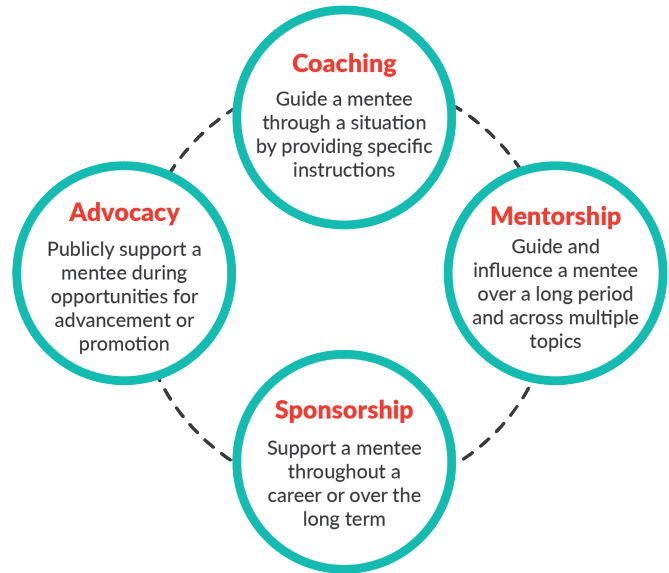 Coaching
Guide a mentee
through a situation
by providing specific
instructions
Advocacy
Publicly support a
mentee during
opportunities for
advancement or
promotion
Mentorship
Guide and
influence a mentee
over a long period
and across multiple
topics
Sponsorship
Support a mentee
throughout a
career or over the
long term